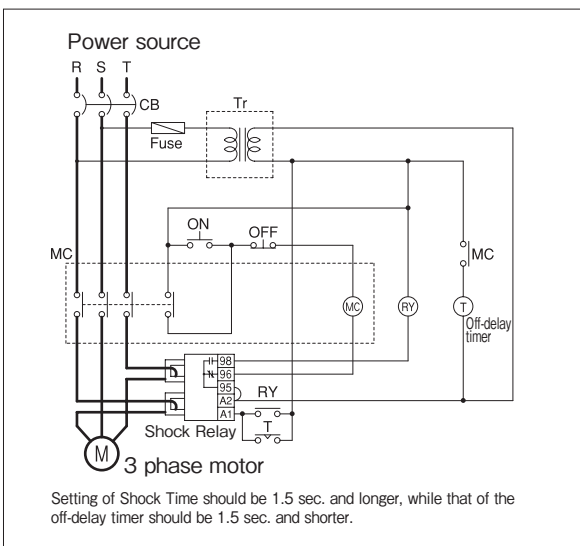 Power source
R S T
CB
Tr
Fuse
ON
OFF
MC
MC
MC
RY
T
Off-delay
timer
98
96
95
A2
A1
RY
T
Shock Relay
M
3 phase motor
Setting of Shock Time should be 1.5 sec. and longer, while that of the
off-delay timer should be 1.5 sec. and shorter.